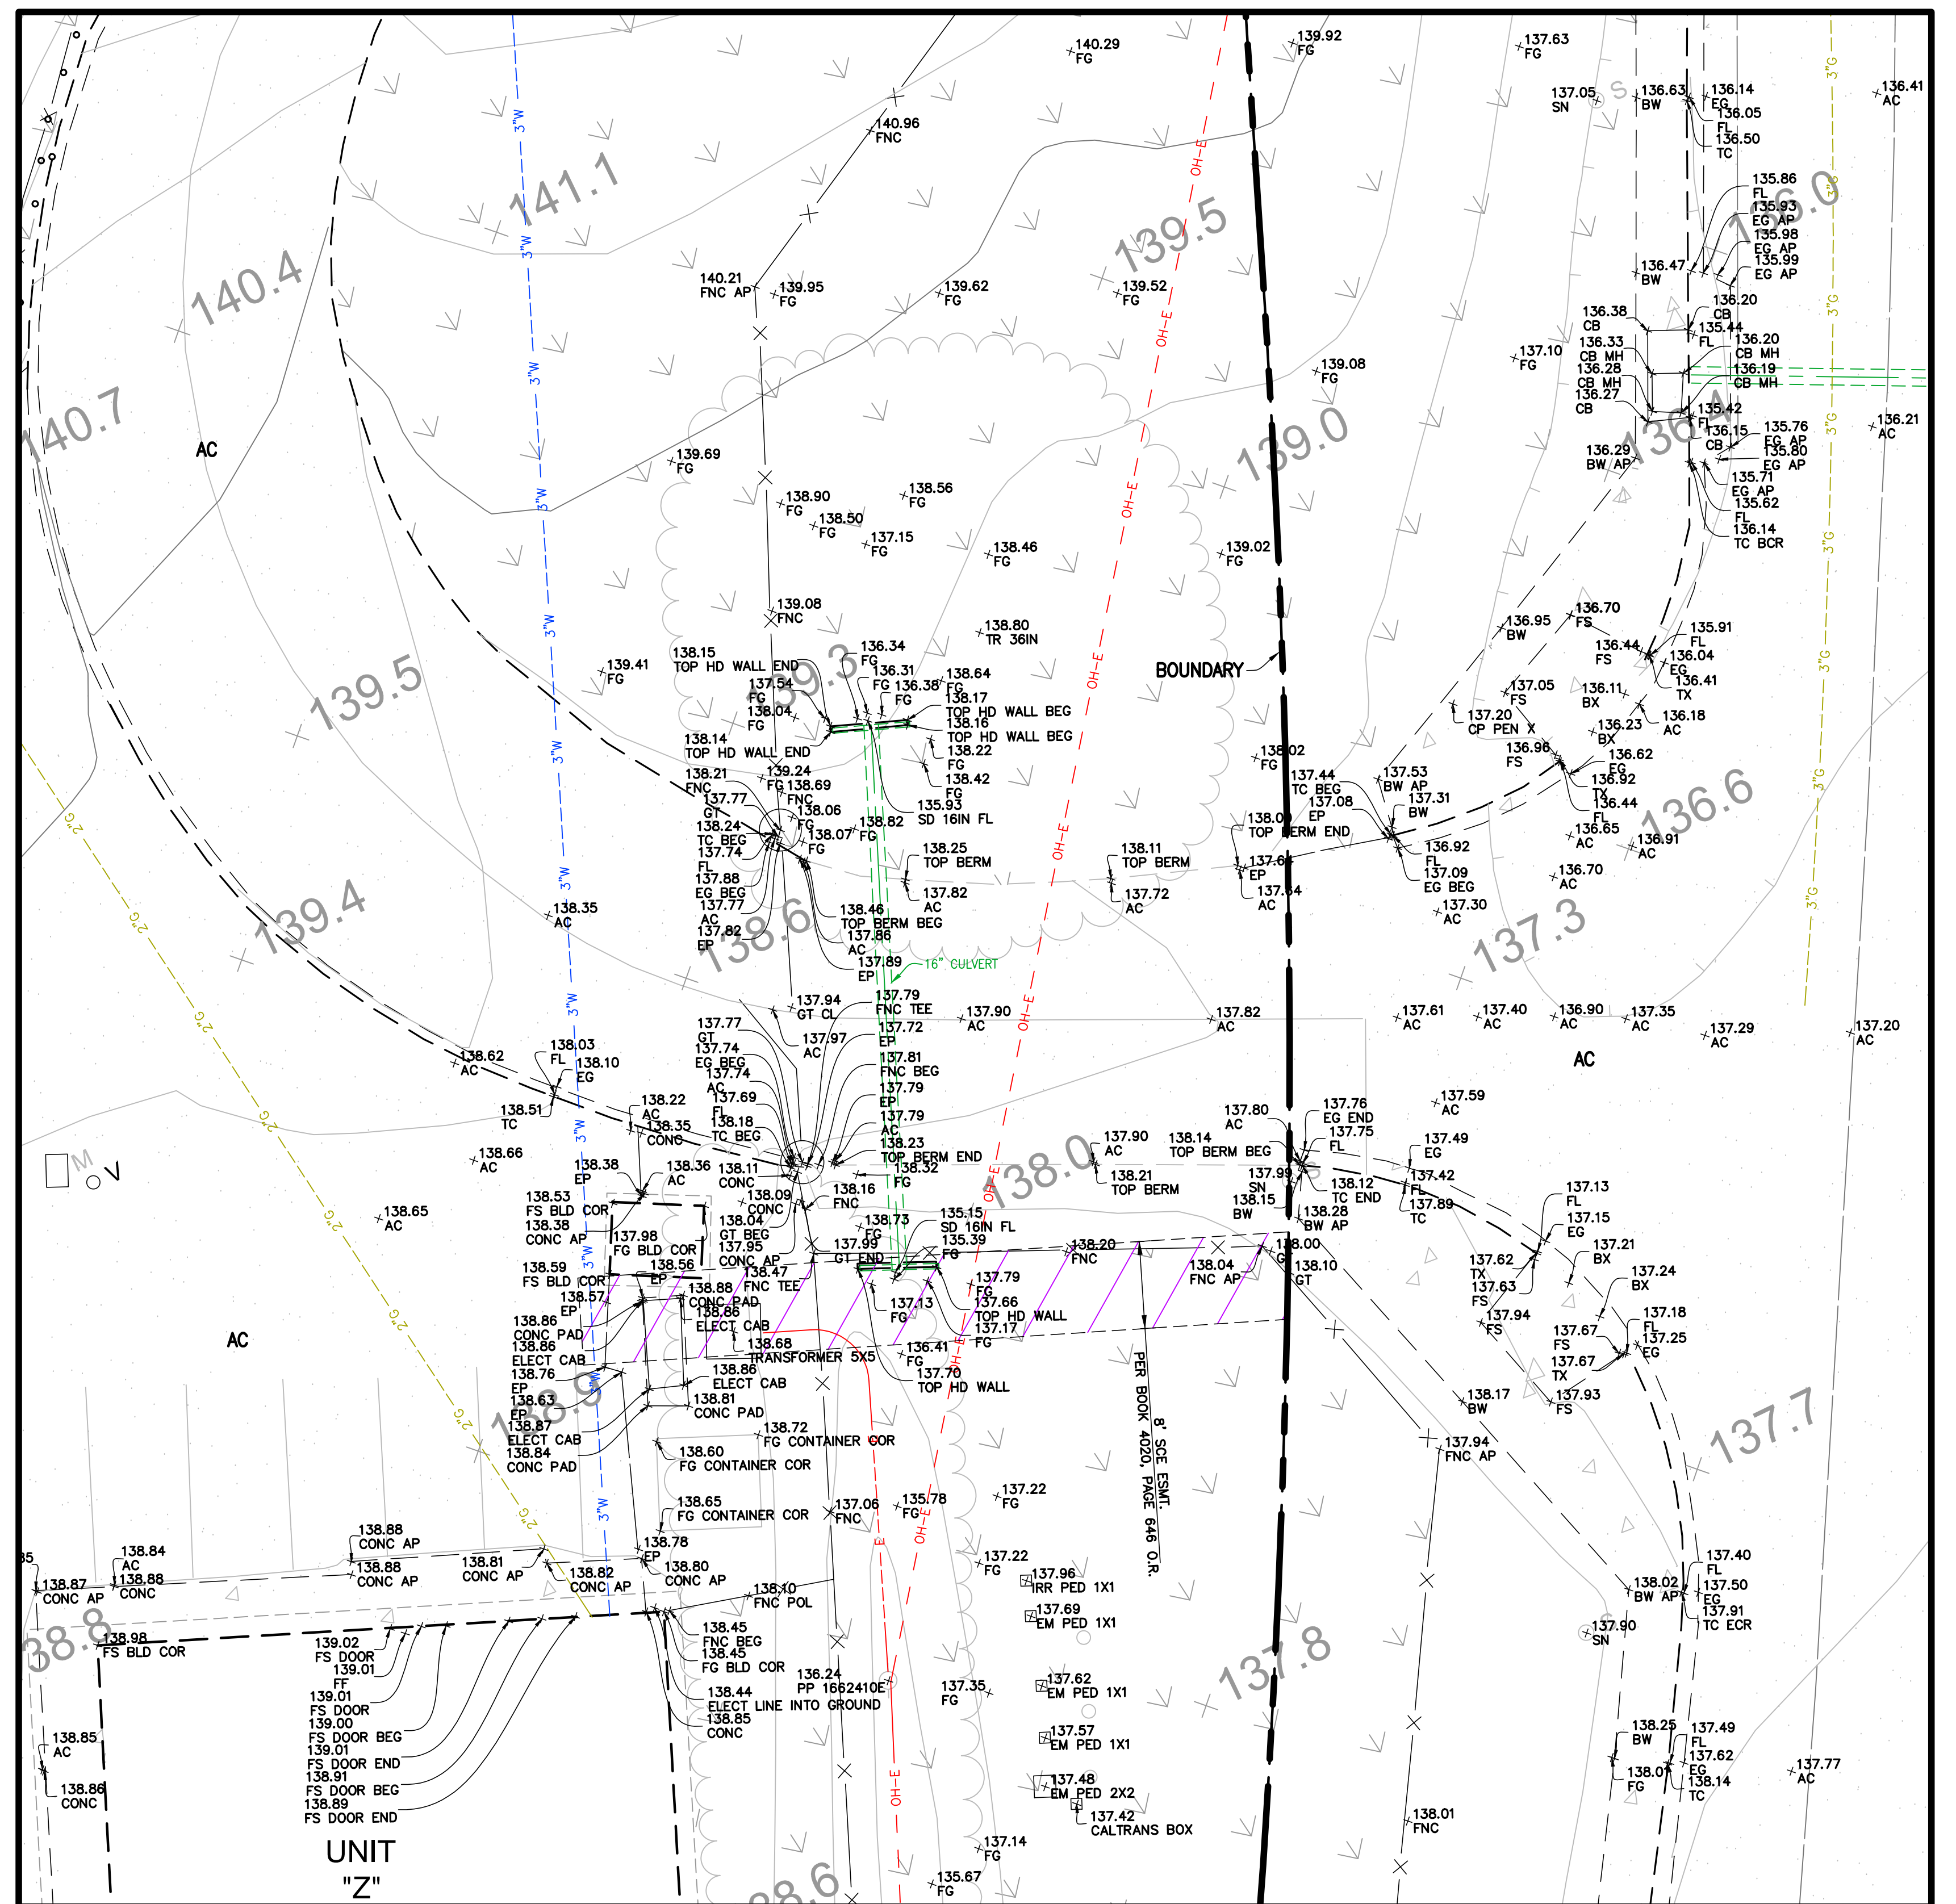 140.29
FG
139.92
FG
137.63
FG
137.05
SN
S
136.63
BW
136.14
EG
136.05
FL
136.50
TC
136.41
AC
3"W
3"G
3"G
140.96
FNC
OH-E
141.1
140.4
139.5
136.0
135.86
FL
135.93
EG AP
135.98
EG AP
135.99
EG AP
136.47
BW
3"W
3"G
140.21
FNC AP
139.95
FG
139.62
FG
139.52
FG
OH-E
136.38
CB
136.20
CB
135.44
FL
136.33
CB MH
136.20
CB MH
136.28
CB MH
136.19
CB MH
136.27
CB
137.10
FG
139.08
FG
140.7
AC
139.0
136.4
135.42
FL
136.15
CB
135.76
EG AP
135.80
EG AP
136.29
BW AP
135.71
EG AP
135.62
FL
136.14
TC BCR
136.21
AC
139.69
FG
138.90
FG
138.56
FG
138.50
FG
137.15
FG
138.46
FG
139.02
FG
3"W
OH-E
3"G
139.08
FNC
138.80
TR 36IN
136.95
BW
136.70
FS
136.44
FS
135.91
FL
136.04
EG
136.41
TX
139.5
139.41
FG
138.15
TOP HD WALL END
136.34
FG
136.31
FG
136.38
FG
138.64
FG
137.54
FG
139.3
138.04
FG
138.17
TOP HD WALL BEG
138.16
TOP HD WALL BEG
138.14
TOP HD WALL END
BOUNDARY
137.05
FS
136.11
BX
137.20
CP PEN X
136.23
BX
136.18
AC
136.96
FS
136.62
EG
136.92
TX
136.44
FL
138.22
FG
138.42
FG
138.02
FG
138.21
FNC
139.24
FG
138.69
FNC
137.77
GT
138.06
FG
138.24
TC BEG
138.07
FG
138.82
FG
135.93
SD 16IN FL
137.44
TC BEG
137.53
BW AP
137.08
EP
137.31
BW
TOP BERM END
136.92
FL
137.09
EG BEG
136.65
AC
136.91
AC
136.6
136.70
AC
137.74
FL
137.88
EG BEG
137.77
AC
137.82
EP
138.25
TOP BERM
137.82
AC
138.11
TOP BERM
137.72
AC
EP
AC
137.30
AC
2"G
139.4
138.35
AC
138.6
138.46
TOP BERM BEG
137.86
AC
137.89
EP
16" CULVERT
137.3
137.94
GT CL
137.79
FNC TEE
137.90
AC
137.82
AC
137.61
AC
137.40
AC
136.90
AC
137.35
AC
137.29
AC
137.20
AC
137.77
GT
137.74
EG BEG
137.97
AC
137.72
EP
137.81
FNC BEG
137.74
AC
137.79
EP
137.69
FL
137.79
AC
138.62
AC
138.03
FL
138.10
EG
138.51
TC
138.22
AC
138.35
CONC
138.18
TC BEG
138.23
TOP BERM END
138.32
FG
AC
137.59
AC
137.80
AC
137.76
EG END
137.75
FL
137.49
EG
138.14
TOP BERM BEG
137.90
AC
138.21
TOP BERM
138.0
138.66
AC
M
V
138.38
EP
138.36
AC
138.11
CONC
138.09
CONC
138.16
FNC
137.99
SN
138.12
TC END
137.42
FL
137.89
TC
138.15
BW
138.28
BW AP
137.13
FL
137.15
EG
137.21
BX
137.24
BX
138.65
AC
138.53
FS BLD COR
138.38
CONC AP
137.98
FG BLD COR
138.04
GT BEG
137.95
CONC AP
138.73
FG
137.99
GT END
135.15
SD 16IN FL
135.39
FG
138.20
FNC
138.04
FNC AP
138.00
GT
138.10
GT
137.62
TX
137.63
FS
137.94
FS
137.67
FS
137.67
TX
137.18
FL
137.25
EG
138.59
FS BLD COR
138.56
EP
138.47
FNC TEE
138.57
EP
138.88
CONC PAD
138.86
ELECT CAB
138.86
CONC PAD
138.86
ELECT CAB
138.68
TRANSFORMER 5X5
137.13
FG
137.79
FG
137.66
TOP HD WALL
137.17
FG
136.41
FG
137.70
TOP HD WALL
138.76
EP
138.63
EP
138.86
ELECT CAB
138.81
CONC PAD
138.87
ELECT CAB
138.84
CONC PAD
AC
138.9
8' SCE ESMT.
PER BOOK 4020, PAGE 646 O.R.
138.17
BW
137.93
FS
137.7
137.94
FNC AP
138.72
FG CONTAINER COR
138.60
FG CONTAINER COR
138.65
FG CONTAINER COR
137.06
FNC
135.78
FG
137.22
FG
E
OH-E
137.22
FG
137.96
IRR PED 1X1
137.69
EM PED 1X1
138.88
CONC AP
138.84
AC
138.88
CONC
138.87
CONC AP
138.88
CONC AP
138.81
CONC AP
138.82
CONC AP
138.78
EP
138.80
CONC AP
138.10
FNC POL
137.40
FL
138.02
BW AP
137.50
EG
137.91
TC ECR
137.90
SN
S
138.8
138.98
FS BLD COR
139.02
FS DOOR
139.01
FF
139.01
FS DOOR
139.00
FS DOOR BEG
139.01
FS DOOR END
138.91
FS DOOR BEG
138.89
FS DOOR END
138.45
FNC BEG
138.45
FG BLD COR
138.44
ELECT LINE INTO GROUND
138.85
CONC
136.24
PP 1662410E
137.35
FG
137.62
EM PED 1X1
137.8
137.57
EM PED 1X1
137.48
EM PED 2X2
137.42
CALTRANS BOX
138.25
BW
137.49
FL
137.62
EG
138.14
TC
138.01
FG
137.77
AC
138.85
AC
138.86
CONC
OH-E
138.01
FNC
137.14
FG
135.67
FG
UNIT
"Z"